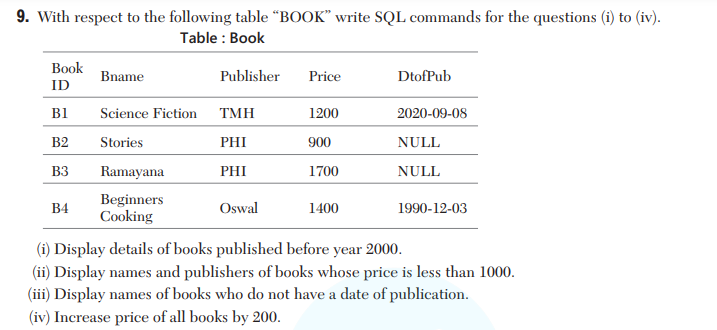 9. With respect to the following table “BOOK” write SQL commands for the questions (i) to (iv).
Table : Book
Book ID Bname Publisher Price DtofPub
B1 Science Fiction TMH 1200 2020-09-08
B2 Stories PHI 900 NULL
B3 Ramayana PHI 1700 NULL
B4 Beginners Cooking Oswal 1400 1990-12-03
(i) Display details of books published before year 2000.
(ii) Display names and publishers of books whose price is less than 1000.
(iii) Display names of books who do not have a date of publication.
(iv) Increase price of all books by 200.